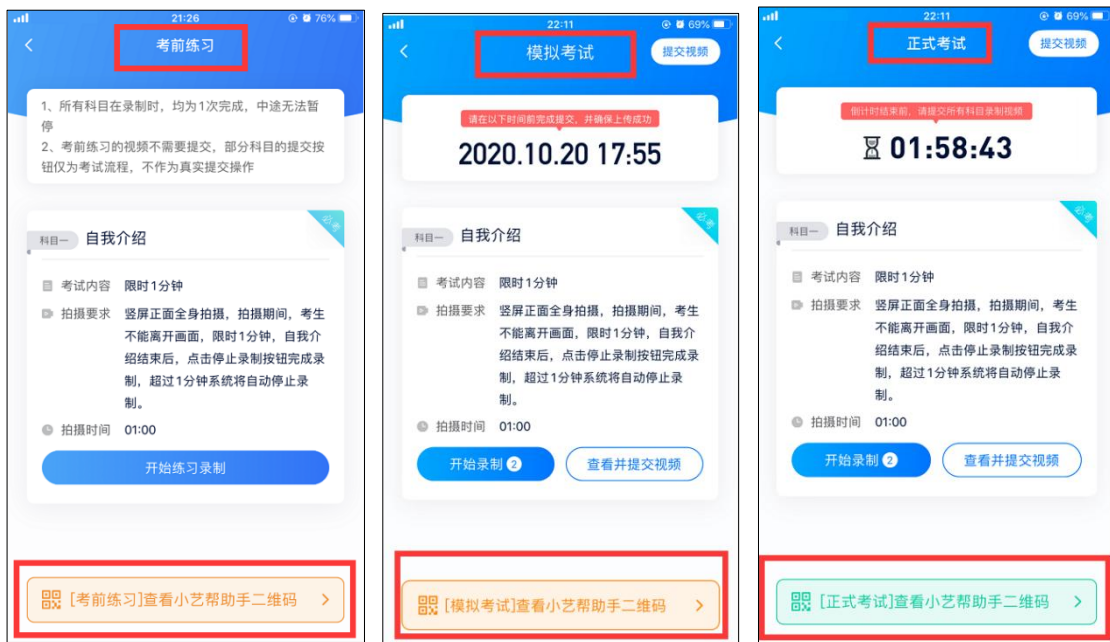 21:26
76%
考前练习
1、所有科目在录制时，均为1次完成，中途无法暂
停
2、考前练习的视频不需要提交，部分科目的提交按
钮仅为考试流程，不作为真实提交操作
必考
科目一 自我介绍
考试内容 限时1分钟
拍摄要求 竖屏正面全身拍摄，拍摄期间，考生
不能离开画面，限时1分钟，自我介
绍结束后，点击停止录制按钮完成录
制，超过1分钟系统将自动停止录
制。
拍摄时间 01:00
开始练习录制
[考前练习]查看小艺帮助手二维码
22:11
69%
模拟考试
提交视频
请在以下时间前完成提交，并确保上传成功
2020.10.20 17:55
必考
科目一 自我介绍
考试内容 限时1分钟
拍摄要求 竖屏正面全身拍摄，拍摄期间，考生
不能离开画面，限时1分钟，自我介
绍结束后，点击停止录制按钮完成录
制，超过1分钟系统将自动停止录
制。
拍摄时间 01:00
开始录制 2
查看并提交视频
[模拟考试]查看小艺帮助手二维码
22:11
69%
正式考试
提交视频
倒计时结束前，请提交所有科目录制视频
01:58:43
必考
科目一 自我介绍
考试内容 限时1分钟
拍摄要求 竖屏正面全身拍摄，拍摄期间，考生
不能离开画面，限时1分钟，自我介
绍结束后，点击停止录制按钮完成录
制，超过1分钟系统将自动停止录
制。
拍摄时间 01:00
开始录制 2
查看并提交视频
[正式考试]查看小艺帮助手二维码